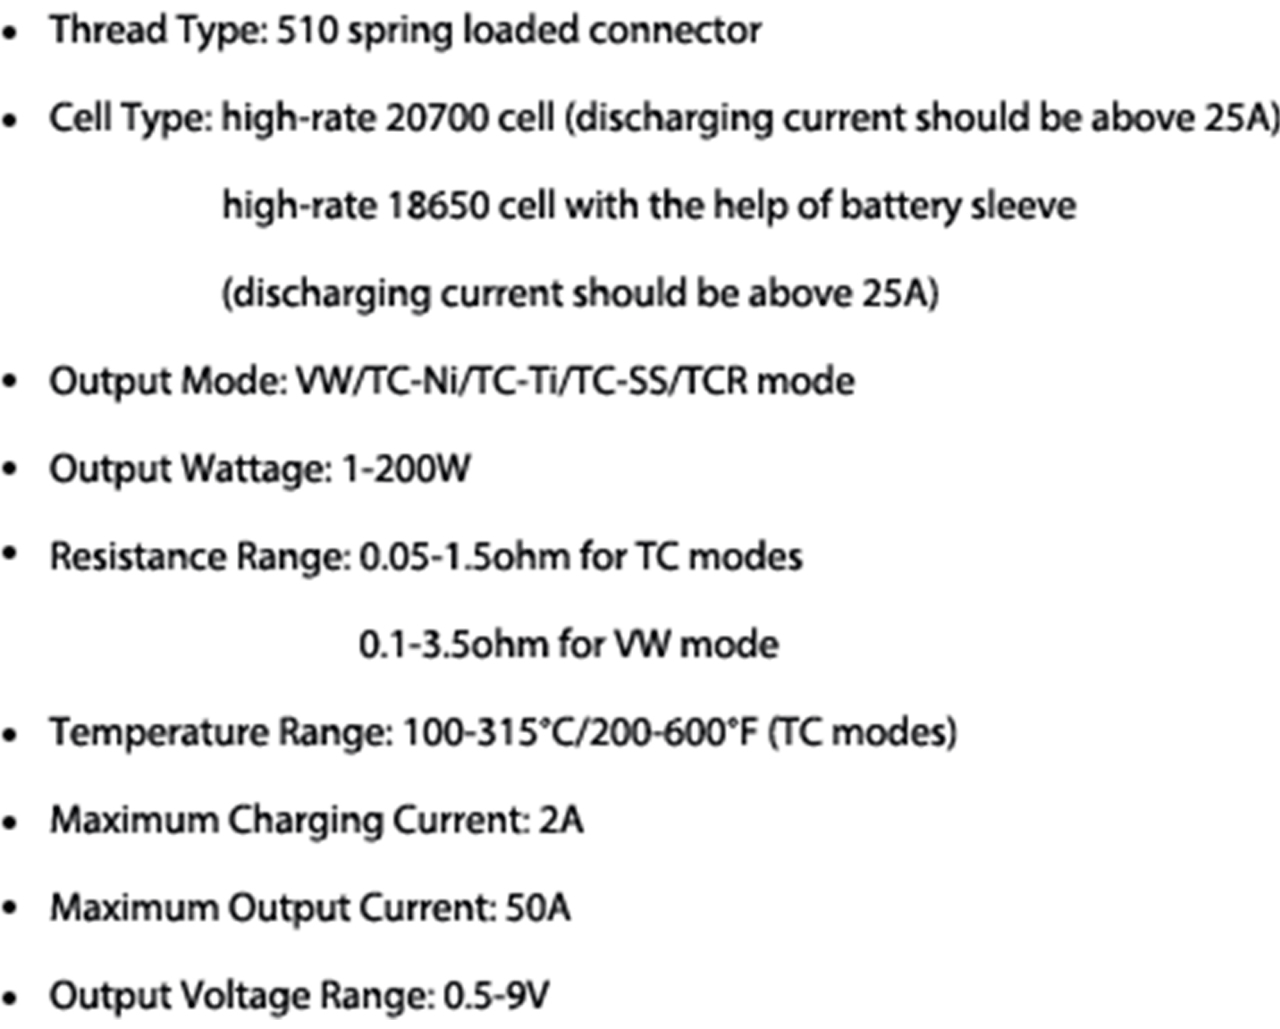 • Thread Type: 510 spring loaded connector
• Cell Type: high-rate 20700 cell (discharging current should be above 25A)
high-rate 18650 cell with the help of battery sleeve
(discharging current should be above 25A)
• Output Mode: VW/TC-Ni/TC-Ti/TC-SS/TCR mode
• Output Wattage: 1-200W
• Resistance Range: 0.05-1.5ohm for TC modes
0.1-3.5ohm for VW mode
• Temperature Range: 100-315°C/200-600°F (TC modes)
• Maximum Charging Current: 2A
• Maximum Output Current: 50A
• Output Voltage Range: 0.5-9V